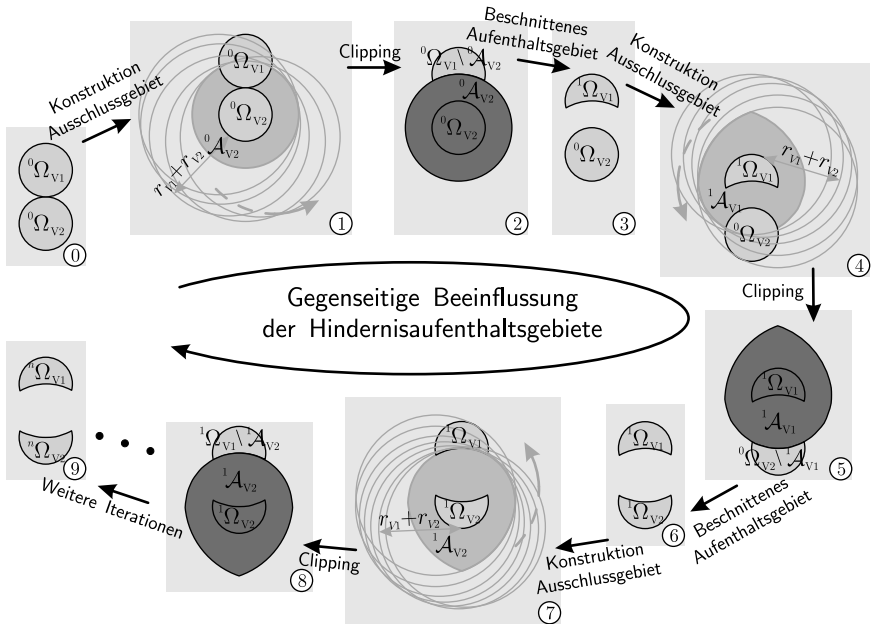 Konstruktion
Ausschlussgebiet
⁰Ω_V1
⁰Ω_V2
0
⁰Ω_V1
⁰Ω_V2
⁰𝒜_V2
r_V1+r_V2
1
Clipping
⁰Ω_V1\⁰𝒜_V2
⁰𝒜_V2
⁰Ω_V2
2
Beschnittenes
Aufenthaltsgebiet
¹Ω_V1
⁰Ω_V2
3
Konstruktion
Ausschlussgebiet
r_V1+r_V2
¹Ω_V1
¹𝒜_V1
⁰Ω_V2
4
Clipping
Gegenseitige Beeinflussung
der Hindernisaufenthaltsgebiete
¹Ω_V1
¹𝒜_V1
⁰Ω_V2\¹𝒜_V1
5
Beschnittenes
Aufenthaltsgebiet
¹Ω_V1
¹Ω_V2
6
Konstruktion
Ausschlussgebiet
¹Ω_V1
¹Ω_V2
r_V1+r_V2
¹𝒜_V2
7
Clipping
¹Ω_V1\¹𝒜_V2
¹𝒜_V2
¹Ω_V2
8
Weitere Iterationen
ⁿΩ_V1
ⁿΩ_V2
9